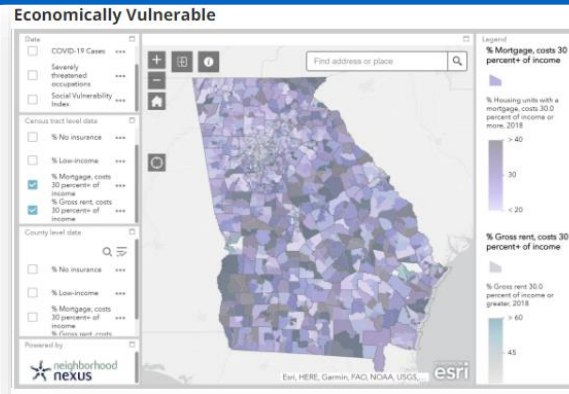 Economically Vulnerable
Data
COVID-19 Cases
Severely
threatened
occupations
Social Vulnerability
Index
Census tract level data
% No insurance
% Low-income
% Mortgage, costs
30 percent+ of
income
% Gross rent, costs
30 percent+ of
income
County level data
% No insurance
% Low-income
% Mortgage, costs
30 percent+ of
income
% Gross rent, costs
Powered by
neighborhood
nexus
Find address or place
Esri, HERE, Garmin, FAO, NOAA, USGS,...
POWERED BY
esri
Legend
% Mortgage, costs 30
percent+ of income
% Housing units with a
mortgage, costs 30.0
percent of income or
more, 2018
> 40
30
< 20
% Gross rent, costs 30
percent+ of income
% Gross rent 30.0
percent of income or
greater, 2018
> 60
45